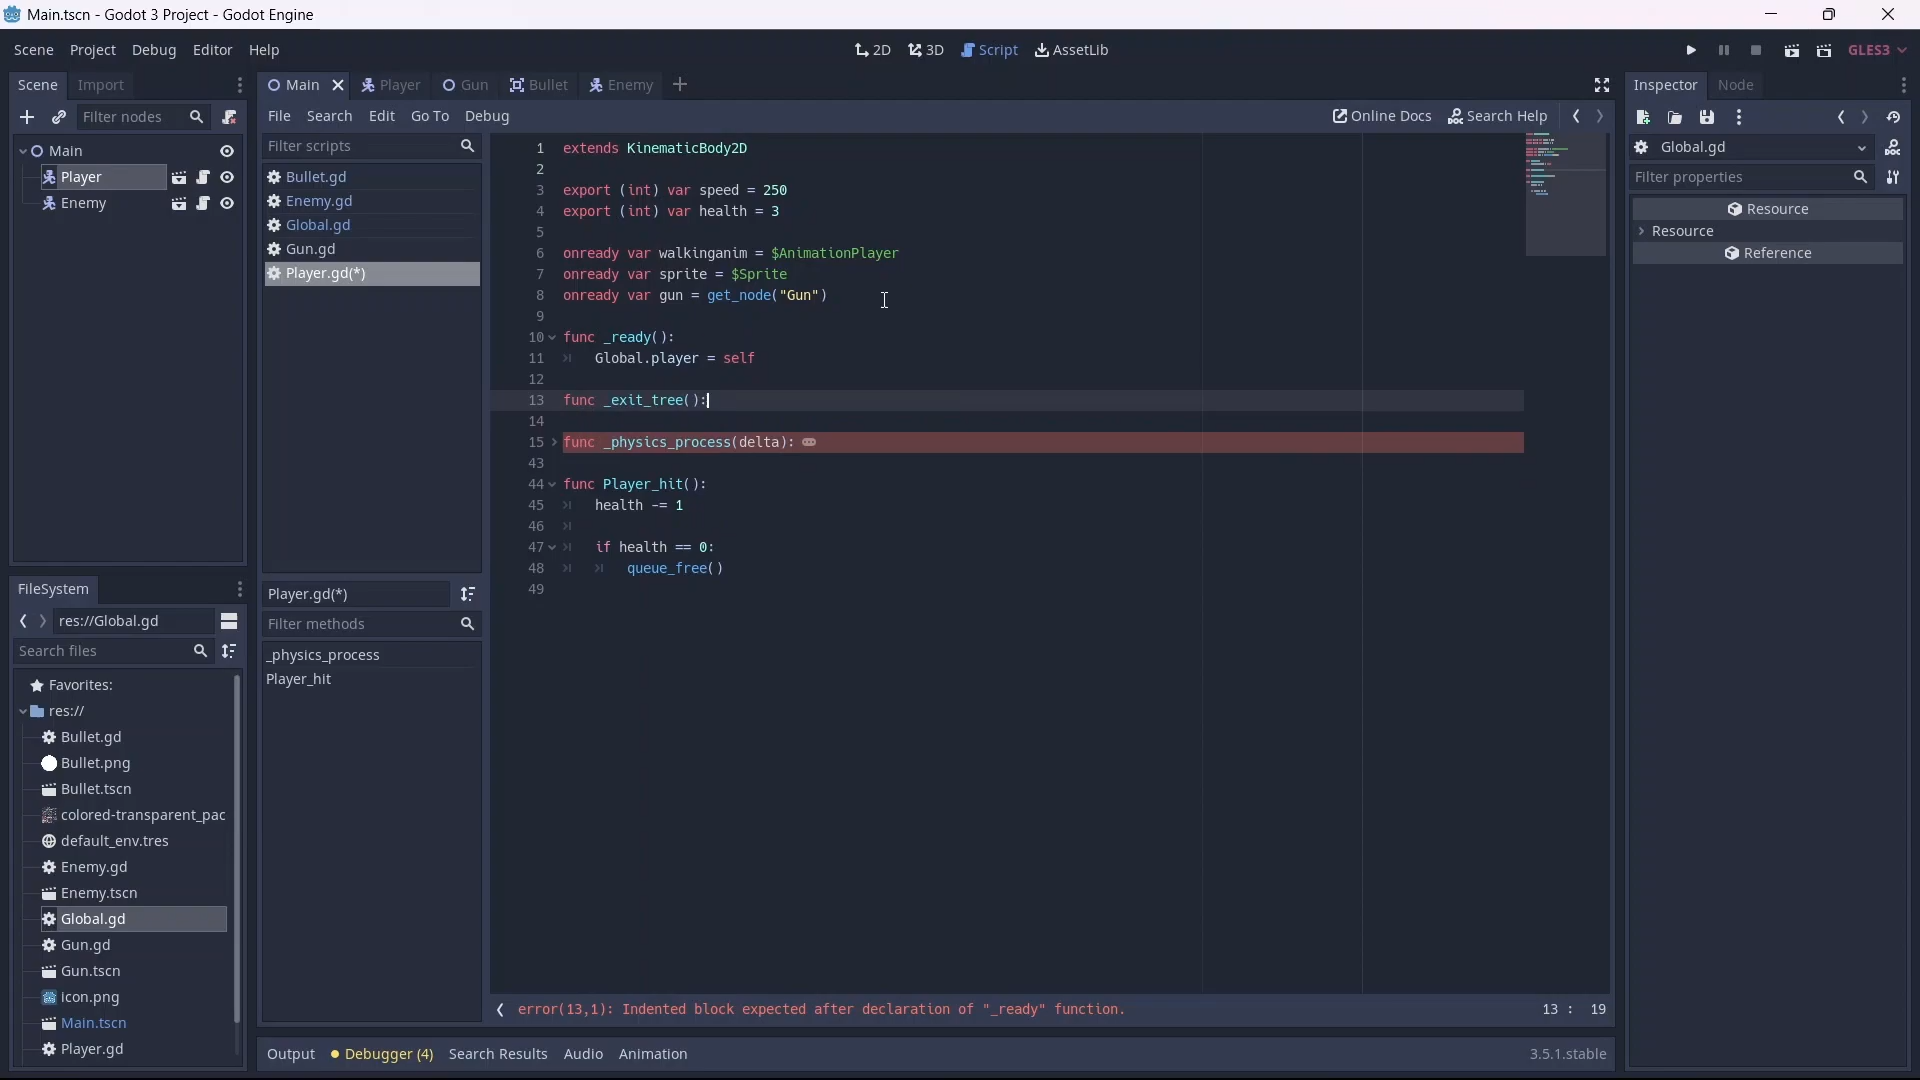 Main.tscn - Godot 3 Project - Godot Engine
Scene Project Debug Editor Help
2D 3D Script AssetLib
GLES3
Scene Import
Filter nodes
Main
Player
Enemy
FileSystem
res://Global.gd
Search files
Favorites:
res://
Bullet.gd
Bullet.png
Bullet.tscn
colored-transparent_pac
default_env.tres
Enemy.gd
Enemy.tscn
Global.gd
Gun.gd
Gun.tscn
icon.png
Main.tscn
Player.gd
Main Player Gun Bullet Enemy
File Search Edit Go To Debug
Online Docs Search Help
Filter scripts
Bullet.gd
Enemy.gd
Global.gd
Gun.gd
Player.gd(*)
Player.gd(*)
Filter methods
_physics_process
Player_hit
1 extends KinematicBody2D
2
3 export (int) var speed = 250
4 export (int) var health = 3
5
6 onready var walkinganim = $AnimationPlayer
7 onready var sprite = $Sprite
8 onready var gun = get_node("Gun")
9
10 func _ready():
11 Global.player = self
12
13 func _exit_tree():
14
15 func _physics_process(delta):
43
44 func Player_hit():
45 health -= 1
46
47 if health == 0:
48 queue_free()
49
error(13,1): Indented block expected after declaration of "_ready" function.
13 : 19
Output Debugger (4) Search Results Audio Animation
3.5.1.stable
Inspector Node
Global.gd
Filter properties
Resource
Resource
Reference